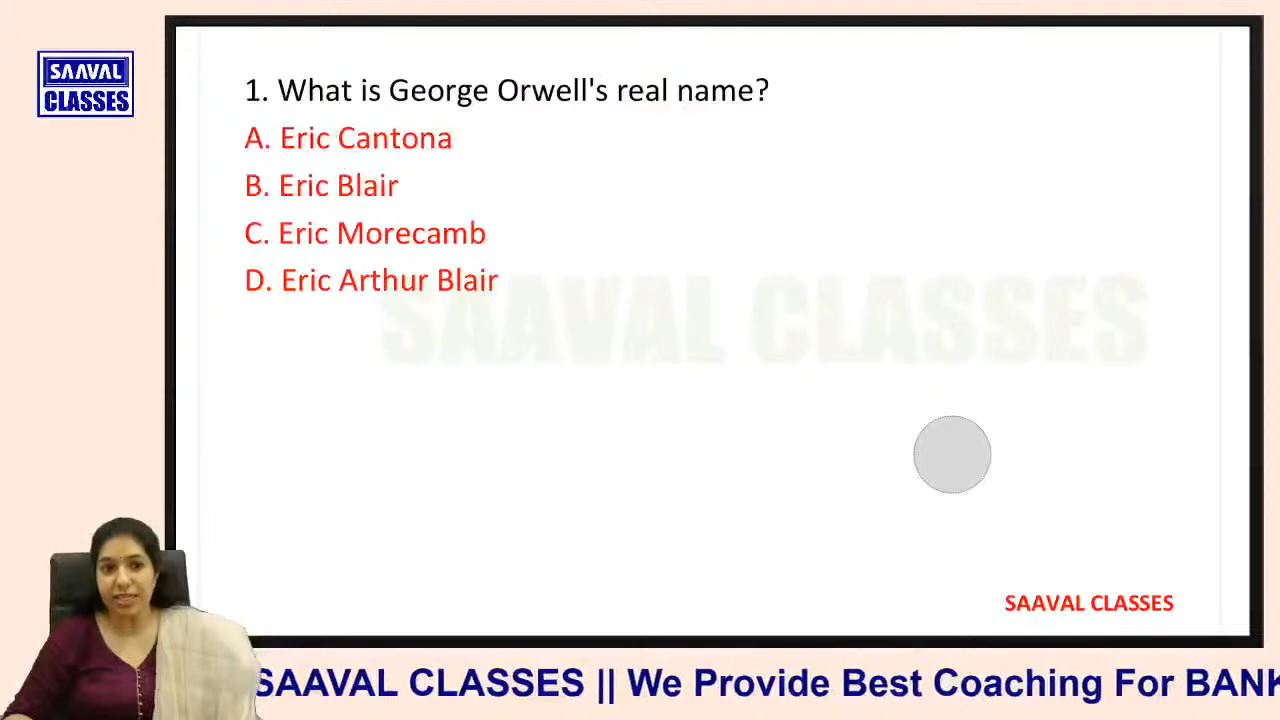 SAAVAL
CLASSES
1. What is George Orwell's real name?
A. Eric Cantona
B. Eric Blair
C. Eric Morecamb
D. Eric Arthur Blair
SAAVAL CLASSES
SAAVAL CLASSES
SAAVAL CLASSES || We Provide Best Coaching For BANK